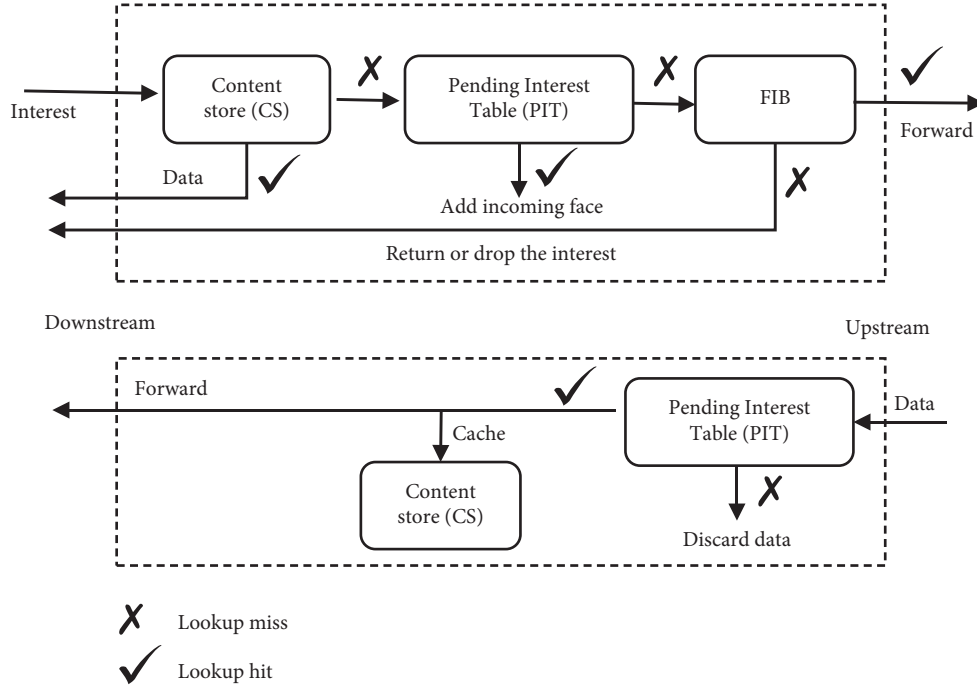 Interest
Content
store (CS)
Pending Interest
Table (PIT)
FIB
Forward
Data
Add incoming face
Return or drop the interest
Downstream
Upstream
Forward
Pending Interest
Table (PIT)
Data
Cache
Content
store (CS)
Discard data
Lookup miss
Lookup hit